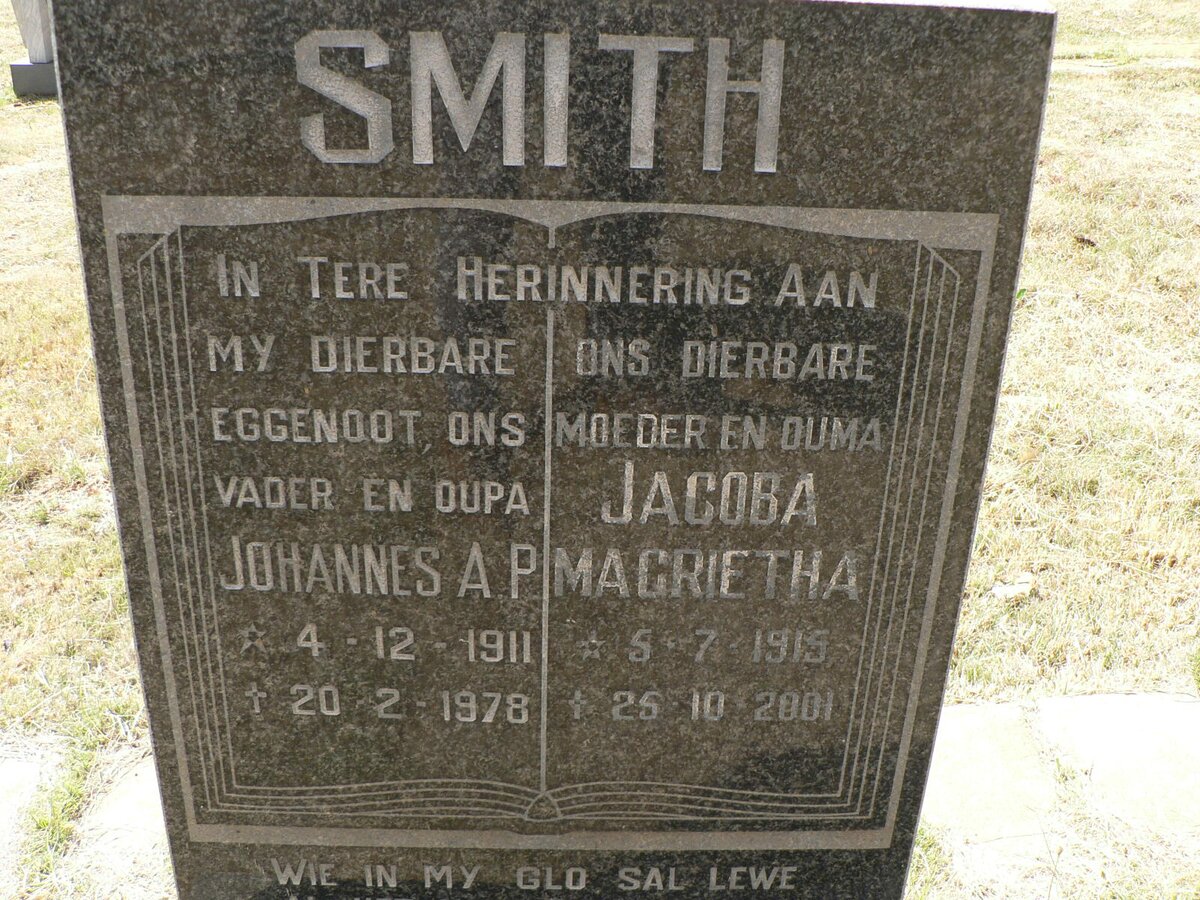 SMITH
IN TERE HERINNERING AAN
MY DIERBARE
EGGENOOT, ONS
VADER EN OUPA
JOHANNES A.P
☆ 4-12-1911
† 20-2-1978
ONS DIERBARE
MOEDER EN OUMA
JACOBA
MAGRIETHA
☆ 5-7-1915
† 25-10-2001
WIE IN MY GLO SAL LEWE